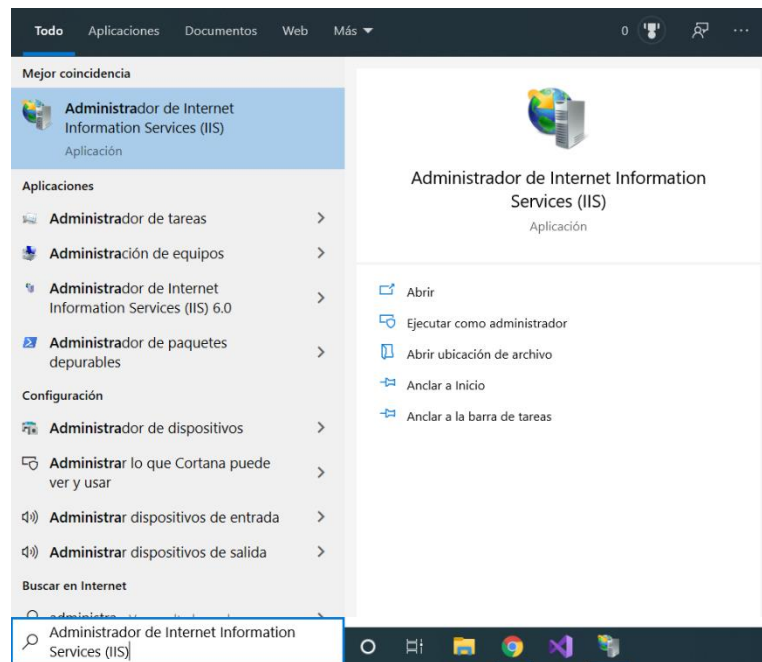 Todo Aplicaciones Documentos Web Más
0
...
Mejor coincidencia
Administrador de Internet
Information Services (IIS)
Aplicación
Aplicaciones
Administrador de tareas
Administración de equipos
Administrador de Internet
Information Services (IIS) 6.0
Administrador de paquetes
depurables
Configuración
Administrador de dispositivos
Administrar lo que Cortana puede
ver y usar
Administrar dispositivos de entrada
Administrar dispositivos de salida
Buscar en Internet
administra
Administrador de Internet Information
Services (IIS)
Administrador de Internet Information
Services (IIS)
Aplicación
Abrir
Ejecutar como administrador
Abrir ubicación de archivo
Anclar a Inicio
Anclar a la barra de tareas